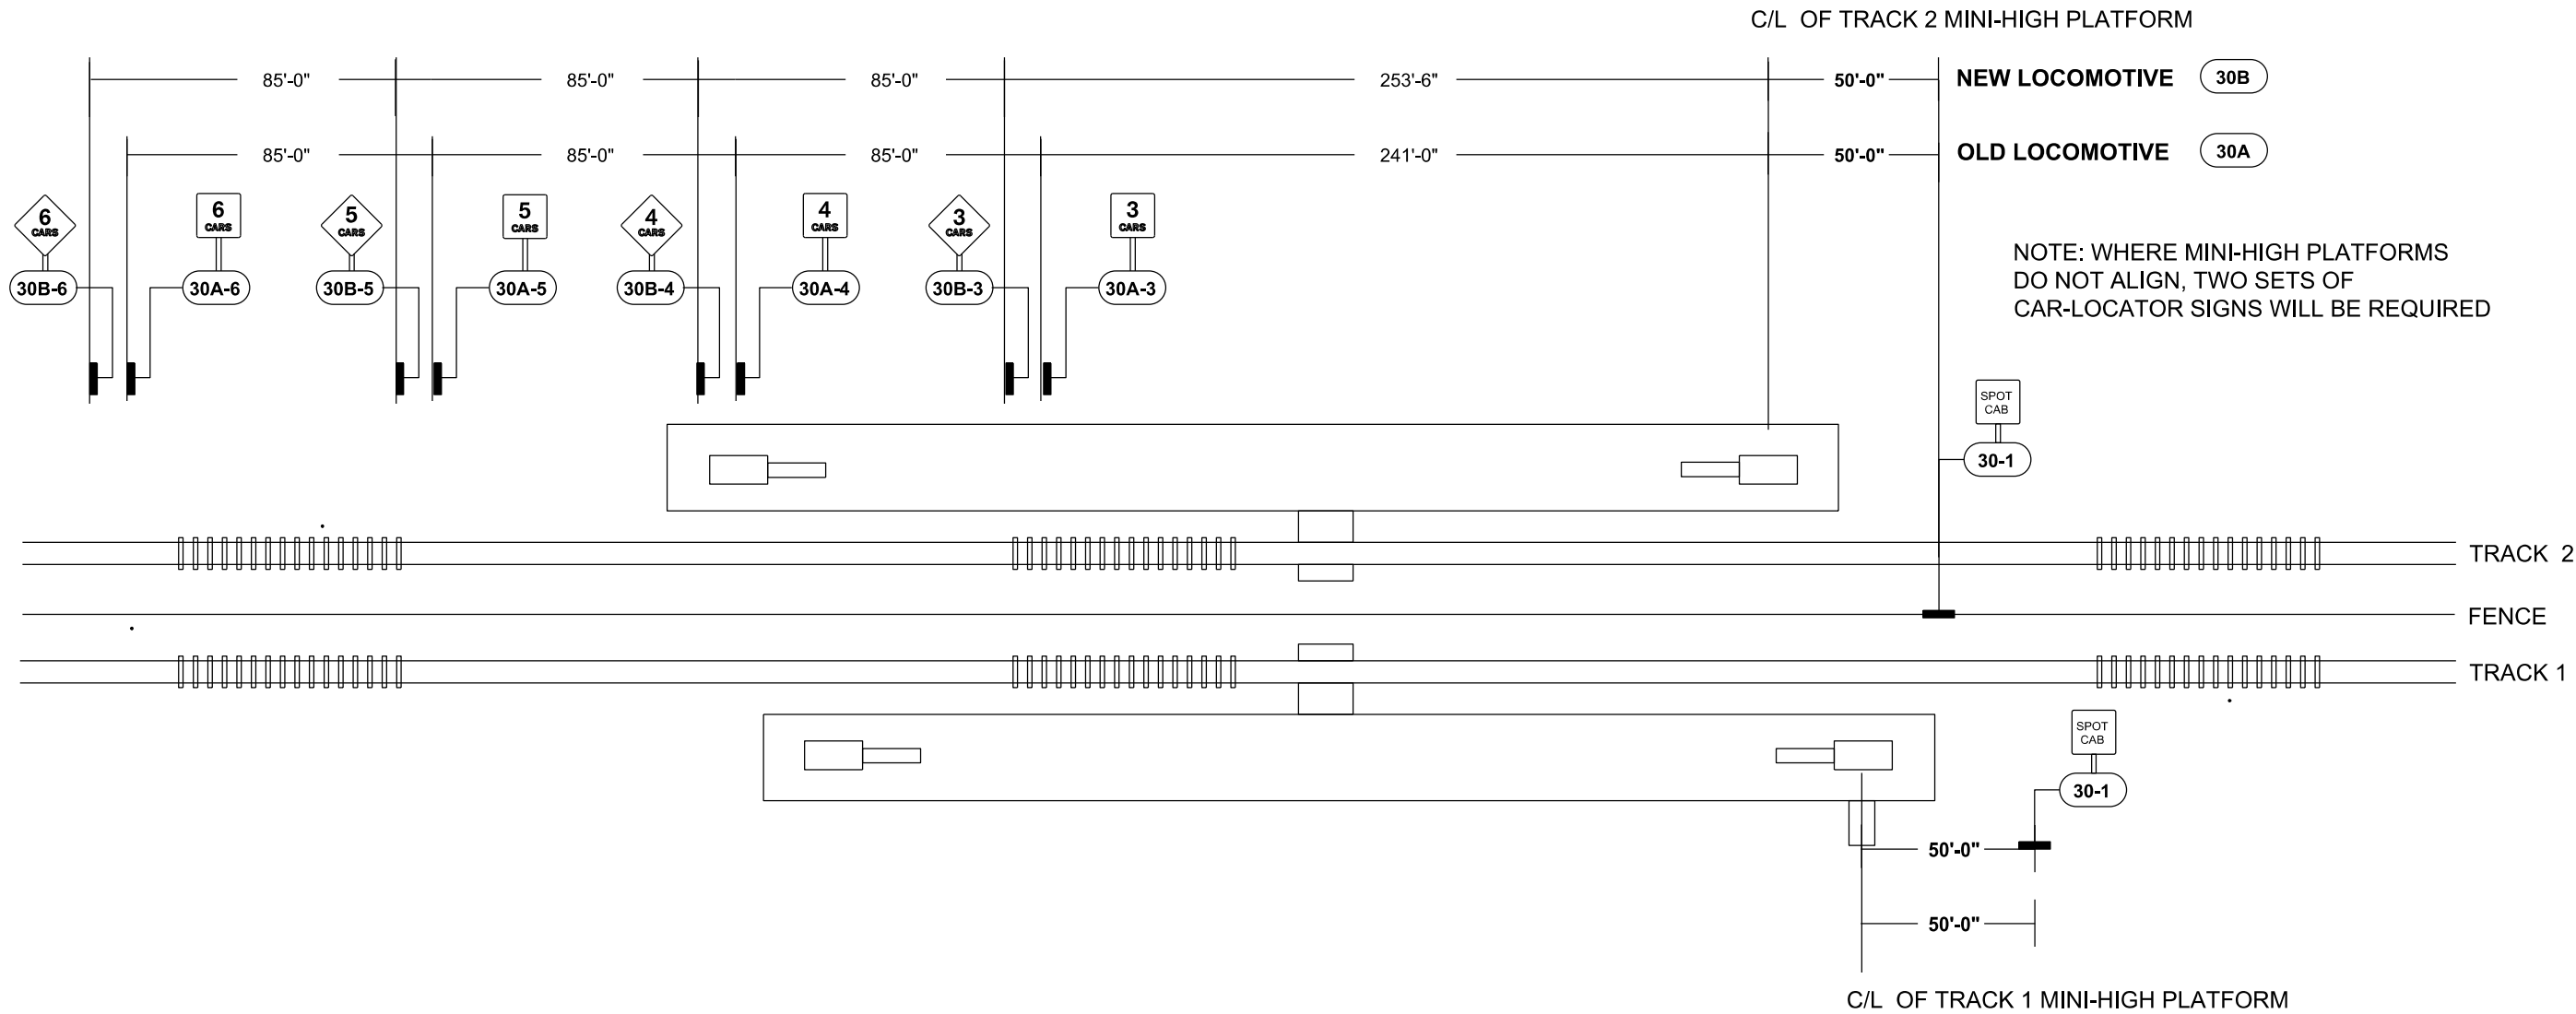 C/L OF TRACK 2 MINI-HIGH PLATFORM
85'-0" 85'-0" 85'-0" 253'-6" 50'-0" NEW LOCOMOTIVE 30B
85'-0" 85'-0" 85'-0" 241'-0" 50'-0" OLD LOCOMOTIVE 30A
6 CARS
6 CARS
5 CARS
5 CARS
4 CARS
4 CARS
3 CARS
3 CARS
30B-6 30A-6 30B-5 30A-5 30B-4 30A-4 30B-3 30A-3
NOTE: WHERE MINI-HIGH PLATFORMS
DO NOT ALIGN, TWO SETS OF
CAR-LOCATOR SIGNS WILL BE REQUIRED
SPOT
CAB
30-1
TRACK 2
FENCE
TRACK 1
SPOT
CAB
30-1
50'-0"
50'-0"
C/L OF TRACK 1 MINI-HIGH PLATFORM